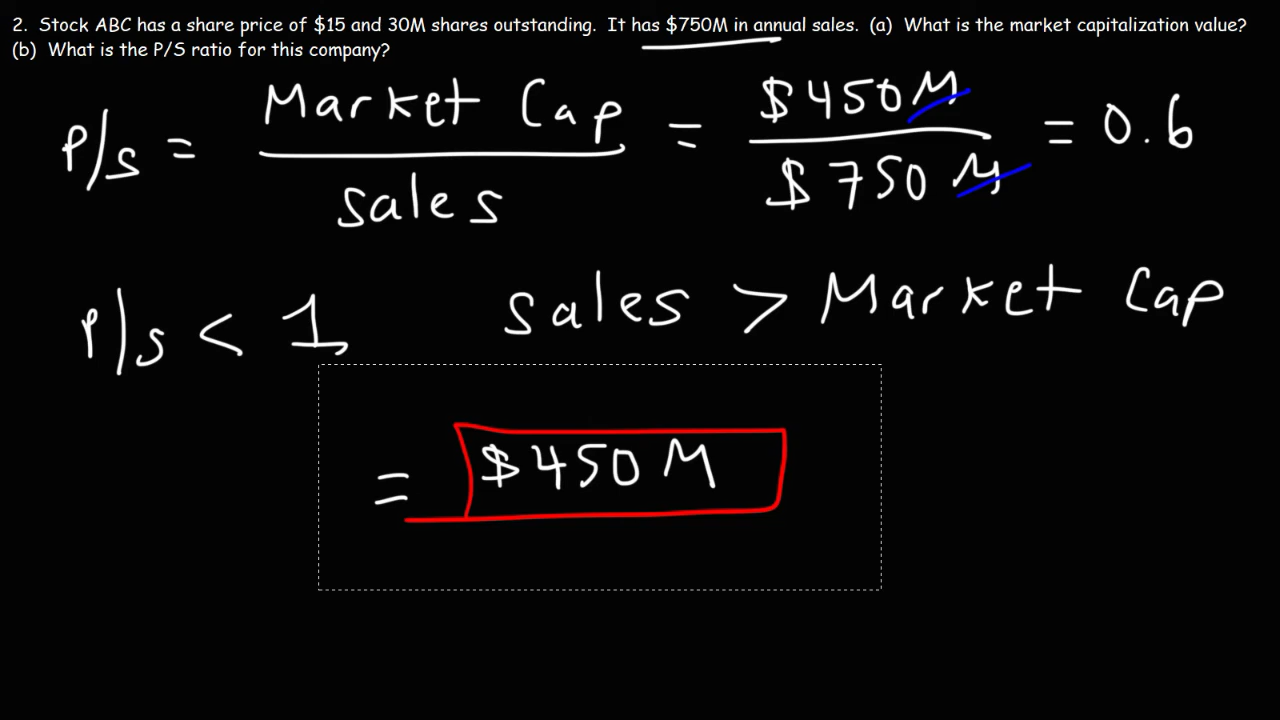 2. Stock ABC has a share price of $15 and 30M shares outstanding. It has $750M in annual sales. (a) What is the market capitalization value?
(b) What is the P/S ratio for this company?
P/s = Market Cap / sales = $450M / $750M = 0.6
P/s < 1, sales > Market Cap
= $450M